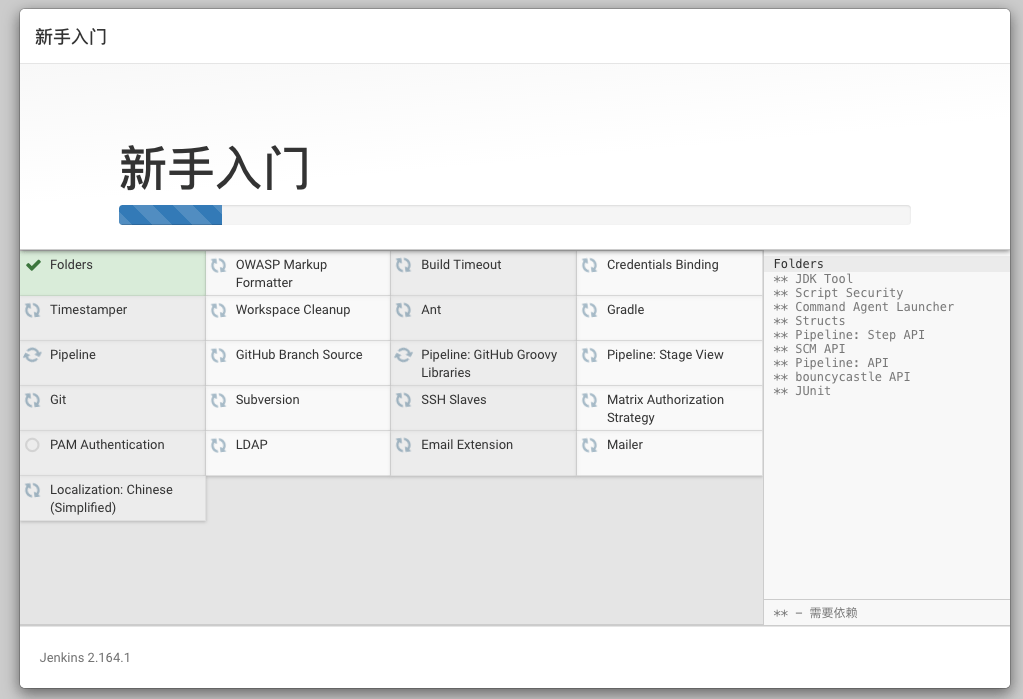 新手入门
新手入门
Folders
OWASP Markup
Formatter
Build Timeout
Credentials Binding
Timestamper
Workspace Cleanup
Ant
Gradle
Pipeline
GitHub Branch Source
Pipeline: GitHub Groovy
Libraries
Pipeline: Stage View
Git
Subversion
SSH Slaves
Matrix Authorization
Strategy
PAM Authentication
LDAP
Email Extension
Mailer
Localization: Chinese
(Simplified)
Folders
** JDK Tool
** Script Security
** Command Agent Launcher
** Structs
** Pipeline: Step API
** SCM API
** Pipeline: API
** bouncycastle API
** JUnit
** – 需要依赖
Jenkins 2.164.1